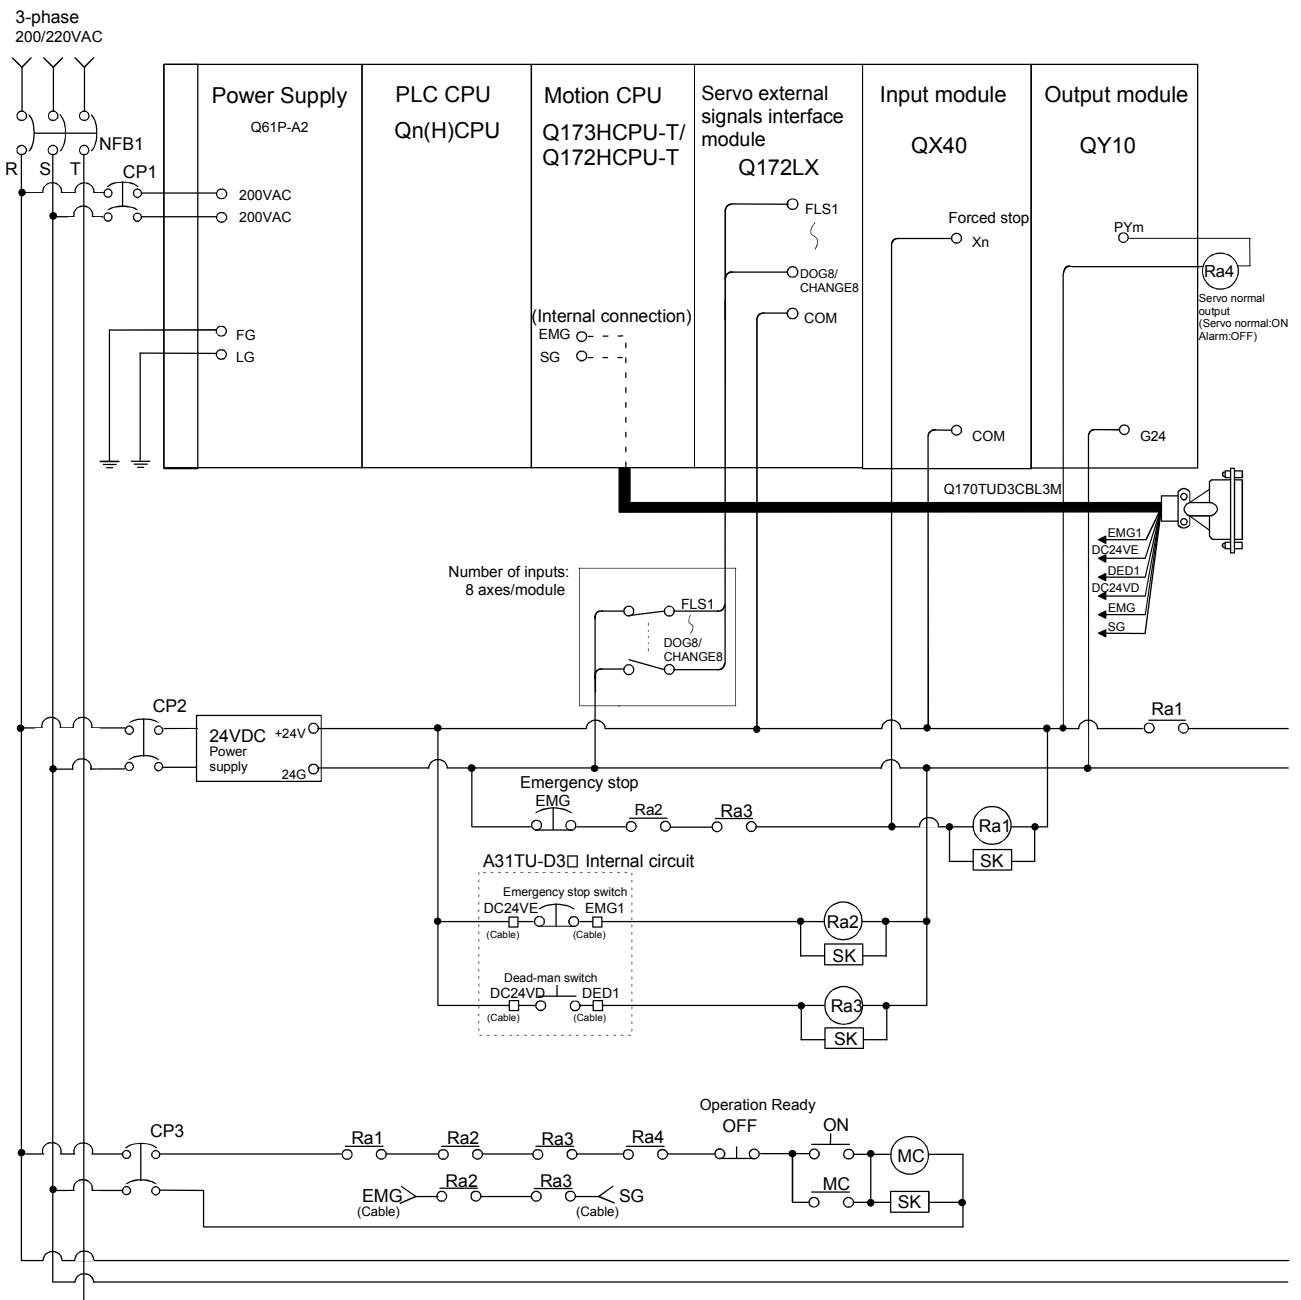 3-phase
200/220VAC
NFB1
R
S
T
CP1
Power Supply
Q61P-A2
200VAC
200VAC
FG
LG
PLC CPU
Qn(H)CPU
Motion CPU
Q173HCPU-T/
Q172HCPU-T
(Internal connection)
EMG
SG
Servo external
signals interface
module
Q172LX
FLS1
DOG8/
CHANGE8
COM
Input module
QX40
Forced stop
Xn
COM
Output module
QY10
PYm
Ra4
Servo normal
output
(Servo normal:ON
Alarm:OFF)
G24
Q170TUD3CBL3M
EMG1
DC24VE
DED1
DC24VD
EMG
SG
Number of inputs:
8 axes/module
FLS1
DOG8/
CHANGE8
CP2
24VDC
Power
supply
+24V
24G
Ra1
Emergency stop
EMG
Ra2
Ra3
Ra1
SK
A31TU-D3□ Internal circuit
Emergency stop switch
DC24VE
EMG1
(Cable)
(Cable)
Ra2
SK
Dead-man switch
DC24VD
DED1
(Cable)
(Cable)
Ra3
SK
CP3
Ra1
Ra2
Ra3
Ra4
Operation Ready
OFF
ON
MC
EMG
(Cable)
Ra2
Ra3
SG
(Cable)
MC
SK